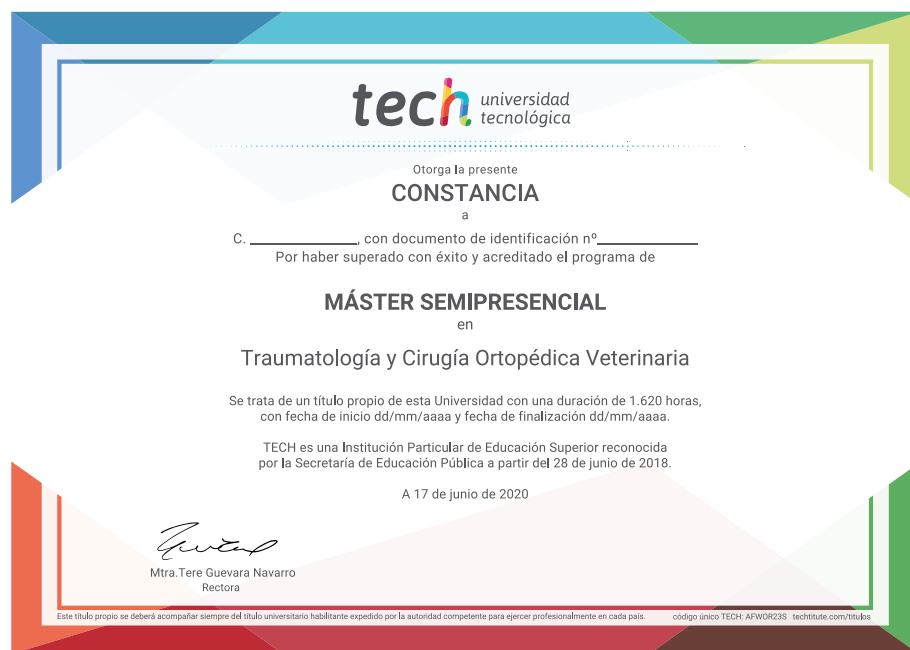 tech universidad
tecnológica
Otorga la presente
CONSTANCIA
a
C. ____________, con documento de identificación nº____________
Por haber superado con éxito y acreditado el programa de
MÁSTER SEMIPRESENCIAL
en
Traumatología y Cirugía Ortopédica Veterinaria
Se trata de un título propio de esta Universidad con una duración de 1.620 horas,
con fecha de inicio dd/mm/aaaa y fecha de finalización dd/mm/aaaa.
TECH es una Institución Particular de Educación Superior reconocida
por la Secretaría de Educación Pública a partir del 28 de junio de 2018.
A 17 de junio de 2020
Mtra.Tere Guevara Navarro
Rectora
Este título propio se deberá acompañar siempre del título universitario habilitante expedido por la autoridad competente para ejercer profesionalmente en cada país. código único TECH: AFWOR23S techtitute.com/titulos